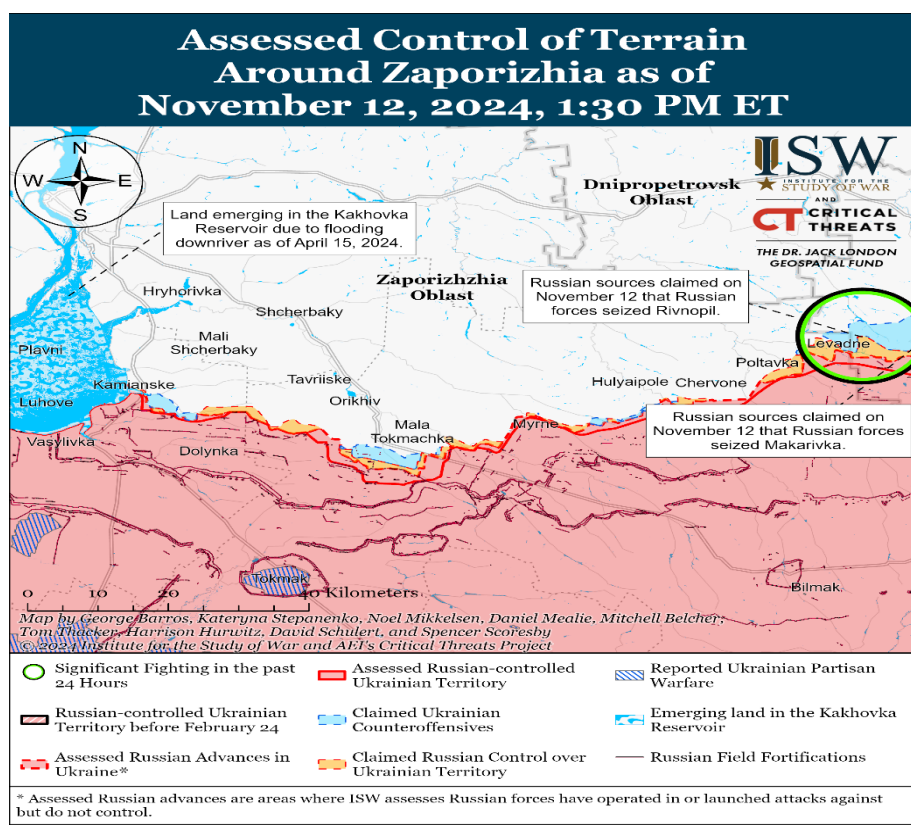 Assessed Control of Terrain
Around Zaporizhia as of
November 12, 2024, 1:30 PM ET
N
W E
S
ISW
INSTITUTE FOR THE
STUDY OF WAR
AND
CT CRITICAL
THREATS
THE DR. JACK LONDON
GEOSPATIAL FUND
Dnipropetrovsk
Oblast
Land emerging in the Kakhovka
Reservoir due to flooding
downriver as of April 15, 2024.
Zaporizhzhia
Oblast
Russian sources claimed on
November 12 that Russian
forces seized Rivnopil.
Hryhorivka
Shcherbaky
Mali
Shcherbaky
Plavni
Levadne
Poltavka
Kamianske
Tavriiske
Hulyaipole
Chervone
Luhove
Orikhiv
Mala
Tokmachka
Myrne
Russian sources claimed on
November 12 that Russian forces
seized Makarivka.
Vasylivka
Dolynka
Tokmak
Bilmak
0 10 20 40 Kilometers
Map by George Barros, Kateryna Stepanenko, Noel Mikkelsen, Daniel Mealie, Mitchell Belcher,
Tom Thacker, Harrison Hurwitz, David Schulert, and Spencer Scoresby
© 2024 Institute for the Study of War and AEI's Critical Threats Project
Significant Fighting in the past
24 Hours
Assessed Russian-controlled
Ukrainian Territory
Reported Ukrainian Partisan
Warfare
Russian-controlled Ukrainian
Territory before February 24
Claimed Ukrainian
Counteroffensives
Emerging land in the Kakhovka
Reservoir
Assessed Russian Advances in
Ukraine*
Claimed Russian Control over
Ukrainian Territory
Russian Field Fortifications
* Assessed Russian advances are areas where ISW assesses Russian forces have operated in or launched attacks against
but do not control.